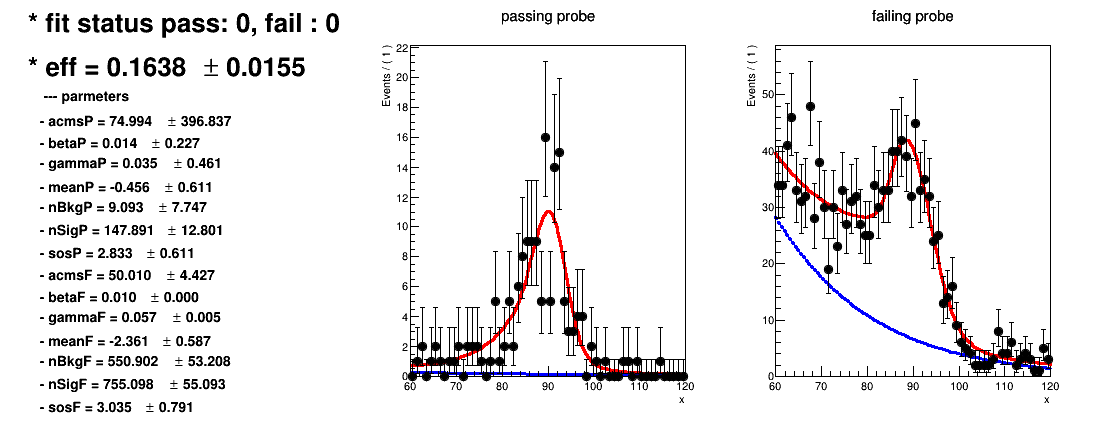 * fit status pass: 0, fail : 0
* eff = 0.1638 ± 0.0155
--- parmeters
- acmsP = 74.994 ± 396.837
- betaP = 0.014 ± 0.227
- gammaP = 0.035 ± 0.461
- meanP = -0.456 ± 0.611
- nBkgP = 9.093 ± 7.747
- nSigP = 147.891 ± 12.801
- sosP = 2.833 ± 0.611
- acmsF = 50.010 ± 4.427
- betaF = 0.010 ± 0.000
- gammaF = 0.057 ± 0.005
- meanF = -2.361 ± 0.587
- nBkgF = 550.902 ± 53.208
- nSigF = 755.098 ± 55.093
- sosF = 3.035 ± 0.791
passing probe
Events / ( 1 )
22
20
18
16
14
12
10
8
6
4
2
0
60 70 80 90 100 110 120
x
failing probe
Events / ( 1 )
50
40
30
20
10
0
60 70 80 90 100 110 120
x